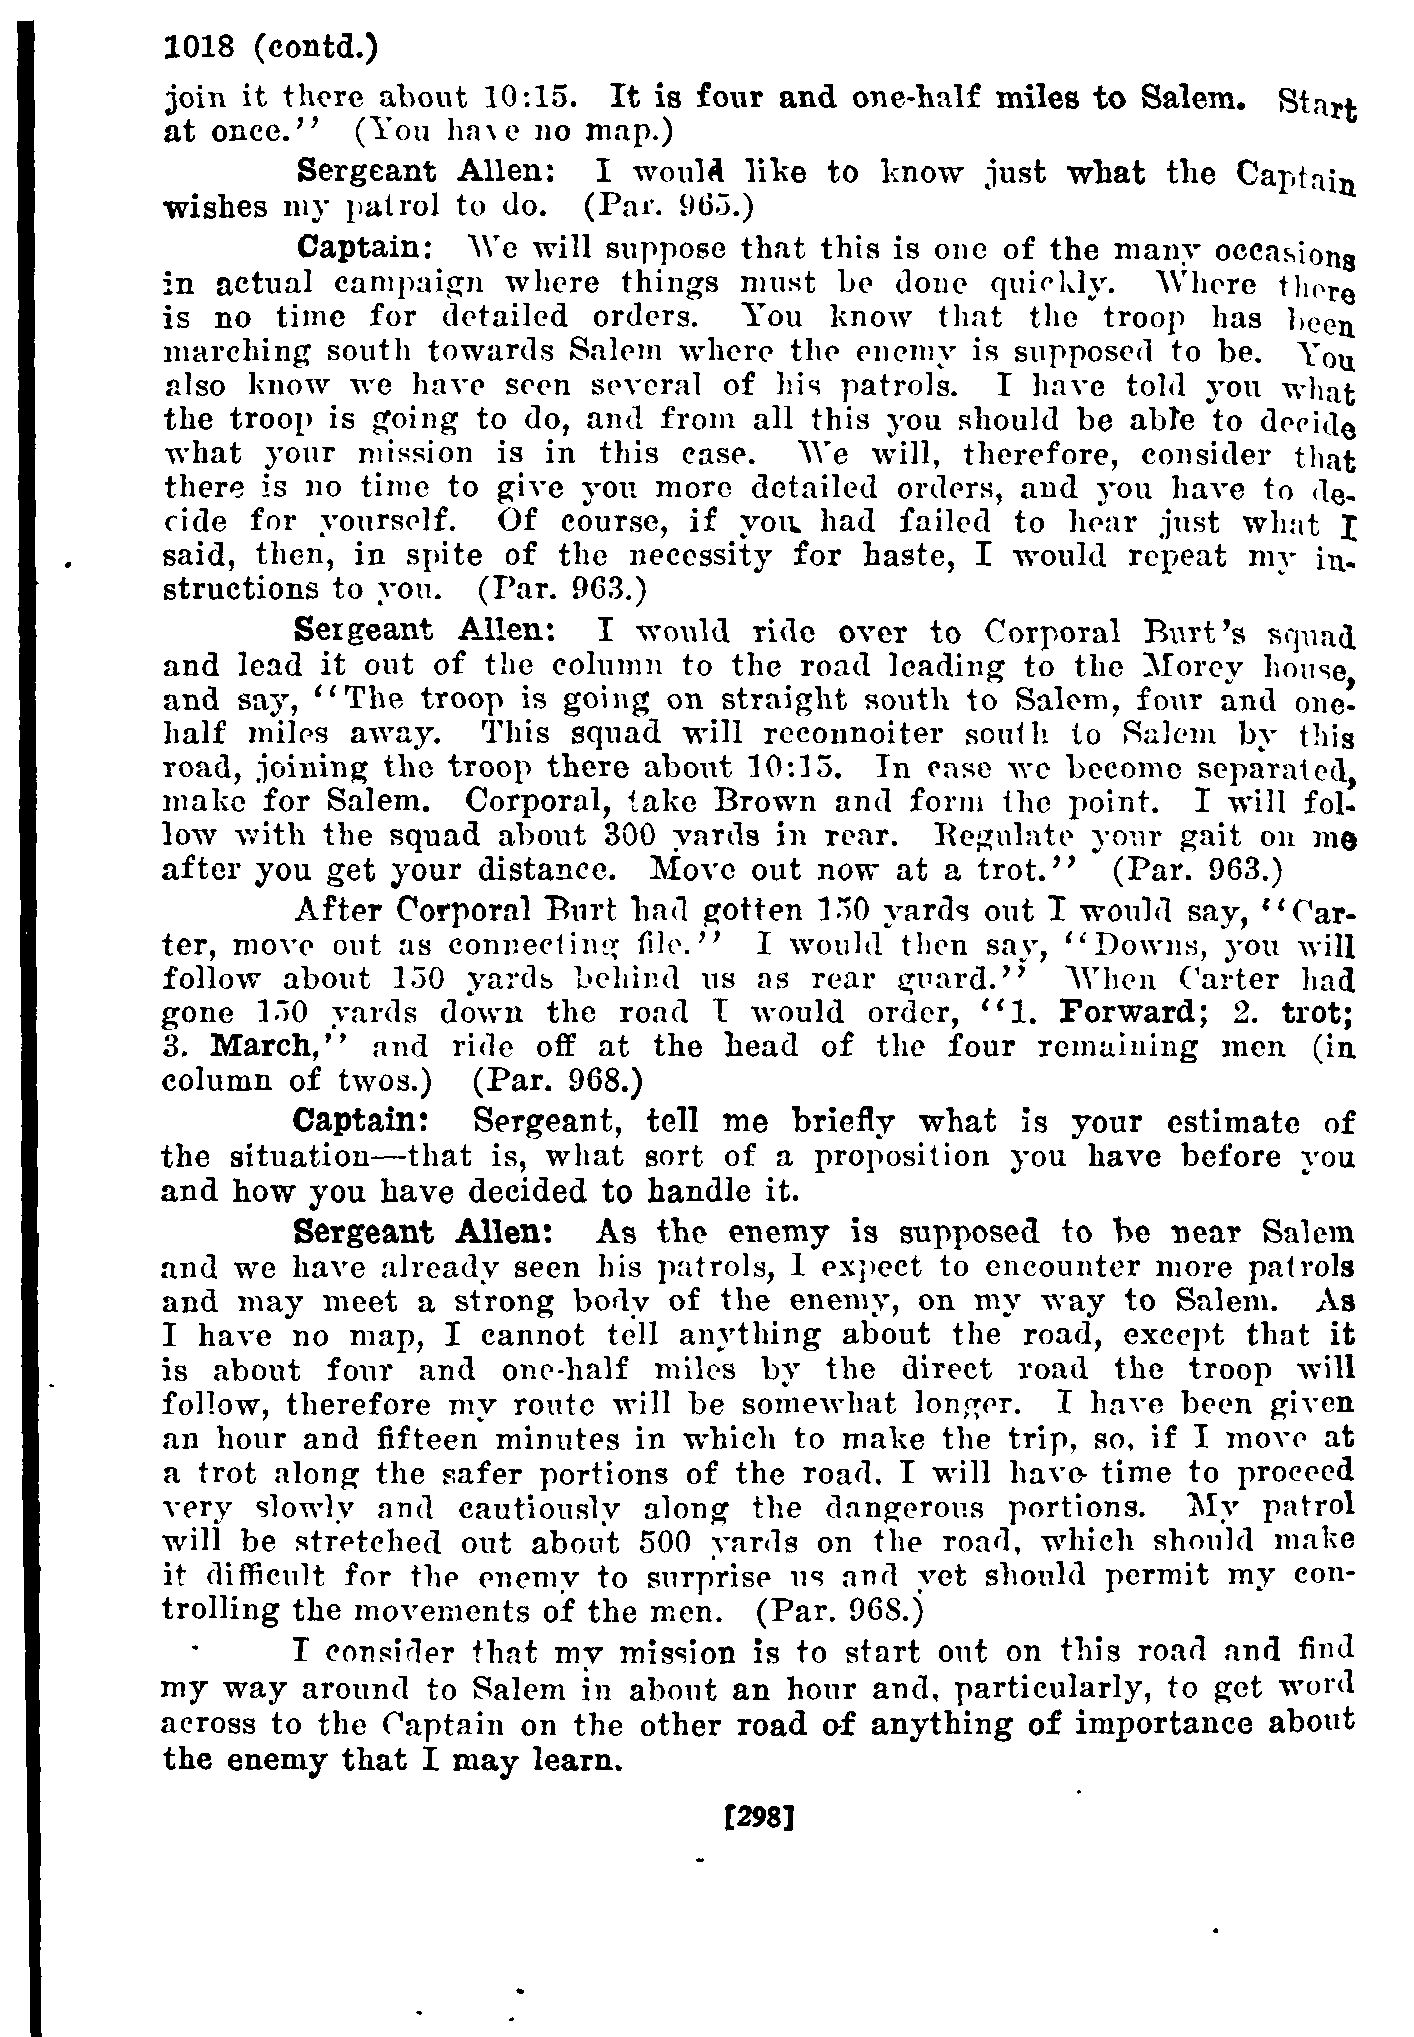 1018 (contd.)
join it there about 10:15. It is four and one-half miles to Salem. Start
at once.'' (You have no map.)
Sergeant Allen: I would like to know just what the Captain
wishes my patrol to do. (Par. 965.)
Captain: We will suppose that this is one of the many occasions
in actual campaign where things must be done quickly. Where there
is no time for detailed orders. You know that the troop has been
marching south towards Salem where the enemy is supposed to be. You
also know we have seen several of his patrols. I have told you what
the troop is going to do, and from all this you should be able to decide
what your mission is in this case. We will, therefore, consider that
there is no time to give you more detailed orders, and you have to de-
cide for yourself. Of course, if you had failed to hear just what I
said, then, in spite of the necessity for haste, I would repeat my in-
structions to you. (Par. 963.)
Sergeant Allen: I would ride over to Corporal Burt's squad
and lead it out of the column to the road leading to the Morey house,
and say, ''The troop is going on straight south to Salem, four and one-
half miles away. This squad will reconnoiter south to Salem by this
road, joining the troop there about 10:15. In case we become separated,
make for Salem. Corporal, take Brown and form the point. I will fol-
low with the squad about 300 yards in rear. Regulate your gait on me
after you get your distance. Move out now at a trot.'' (Par. 963.)
After Corporal Burt had gotten 150 yards out I would say, ''Car-
ter, move out as connecting file.'' I would then say, ''Downs, you will
follow about 150 yards behind us as rear guard.'' When Carter had
gone 150 yards down the road I would order, ''1. Forward; 2. trot;
3. March,'' and ride off at the head of the four remaining men (in
column of twos.) (Par. 968.)
Captain: Sergeant, tell me briefly what is your estimate of
the situation—that is, what sort of a proposition you have before you
and how you have decided to handle it.
Sergeant Allen: As the enemy is supposed to be near Salem
and we have already seen his patrols, I expect to encounter more patrols
and may meet a strong body of the enemy, on my way to Salem. As
I have no map, I cannot tell anything about the road, except that it
is about four and one-half miles by the direct road the troop will
follow, therefore my route will be somewhat longer. I have been given
an hour and fifteen minutes in which to make the trip, so, if I move at
a trot along the safer portions of the road, I will have time to proceed
very slowly and cautiously along the dangerous portions. My patrol
will be stretched out about 500 yards on the road, which should make
it difficult for the enemy to surprise us and yet should permit my con-
trolling the movements of the men. (Par. 968.)
I consider that my mission is to start out on this road and find
my way around to Salem in about an hour and, particularly, to get word
across to the Captain on the other road of anything of importance about
the enemy that I may learn.
[298]